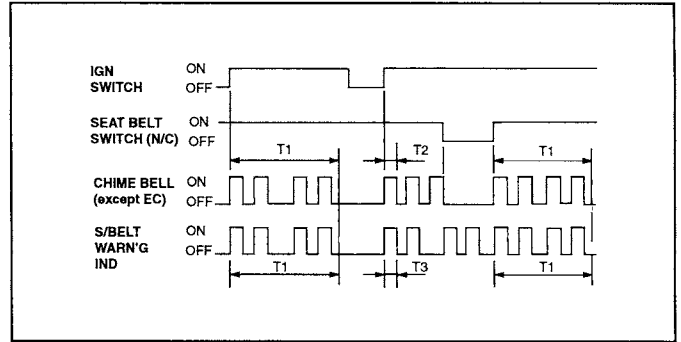 IGN ON
SWITCH OFF
SEAT BELT ON
SWITCH (N/C) OFF
T1 T2 T1
CHIME BELL ON
(except EC) OFF
S/BELT ON
WARN'G OFF
IND
T1 T3 T1